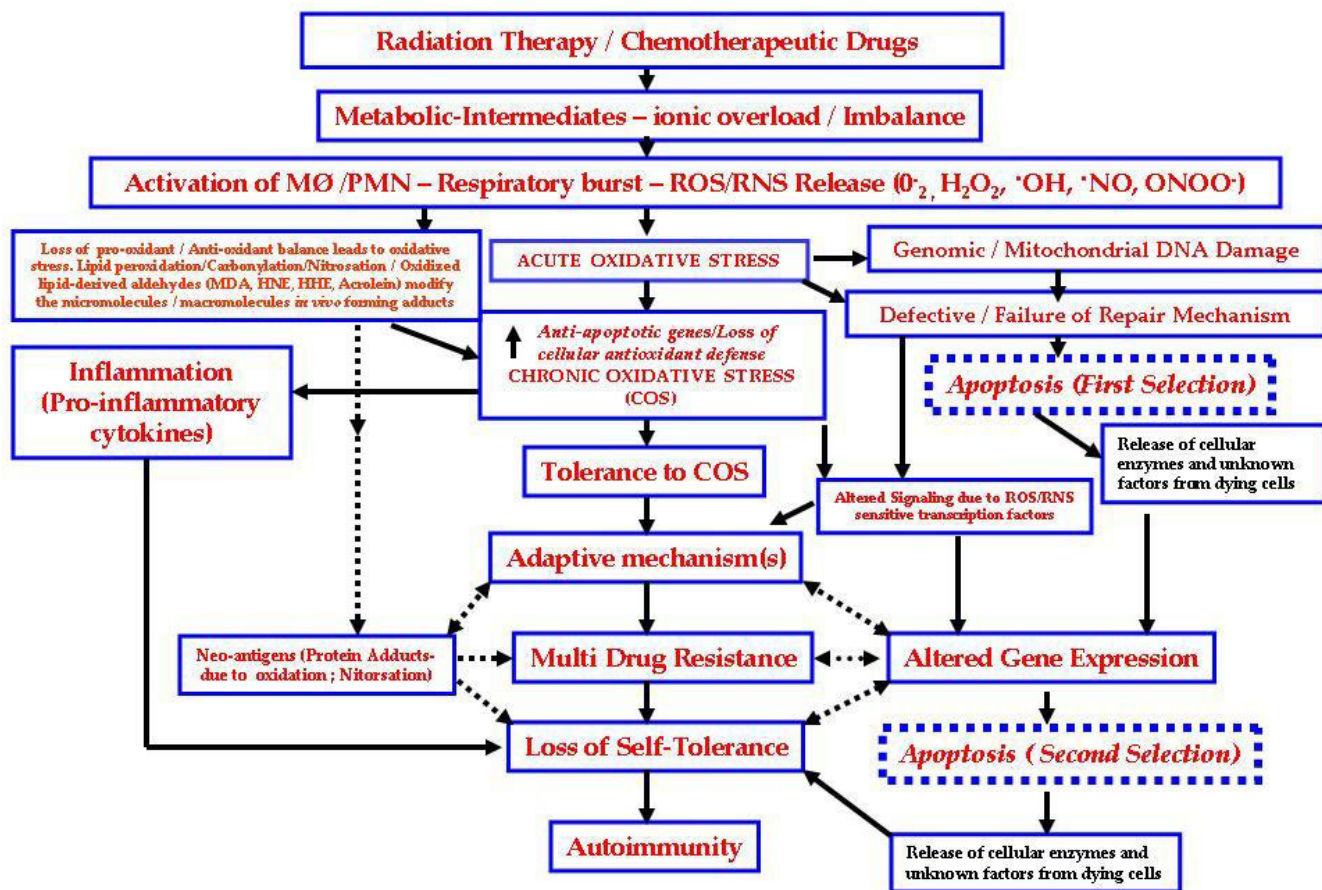 Radiation Therapy / Chemotherapeutic Drugs
Metabolic-Intermediates – ionic overload / Imbalance
Activation of MØ /PMN – Respiratory burst – ROS/RNS Release (0⁻₂ , H₂O₂, ·OH, ·NO, ONOO⁻)
Loss of pro-oxidant / Anti-oxidant balance leads to oxidative
stress. Lipid peroxidation/Carbonylation/Nitrosation / Oxidized
lipid-derived aldehydes (MDA, HNE, HHE, Acrolein) modify
the micromolecules / macromolecules in vivo forming adducts
ACUTE OXIDATIVE STRESS
Genomic / Mitochondrial DNA Damage
Defective / Failure of Repair Mechanism
Anti-apoptotic genes/Loss of
cellular antioxidant defense
CHRONIC OXIDATIVE STRESS
(COS)
Inflammation
(Pro-inflammatory
cytokines)
Apoptosis (First Selection)
Release of cellular
enzymes and unknown
factors from dying cells
Tolerance to COS
Altered Signaling due to ROS/RNS
sensitive transcription factors
Adaptive mechanism(s)
Neo-antigens (Protein Adducts-
due to oxidation ; Nitorsation)
Multi Drug Resistance
Altered Gene Expression
Loss of Self-Tolerance
Apoptosis ( Second Selection)
Autoimmunity
Release of cellular enzymes and
unknown factors from dying cells